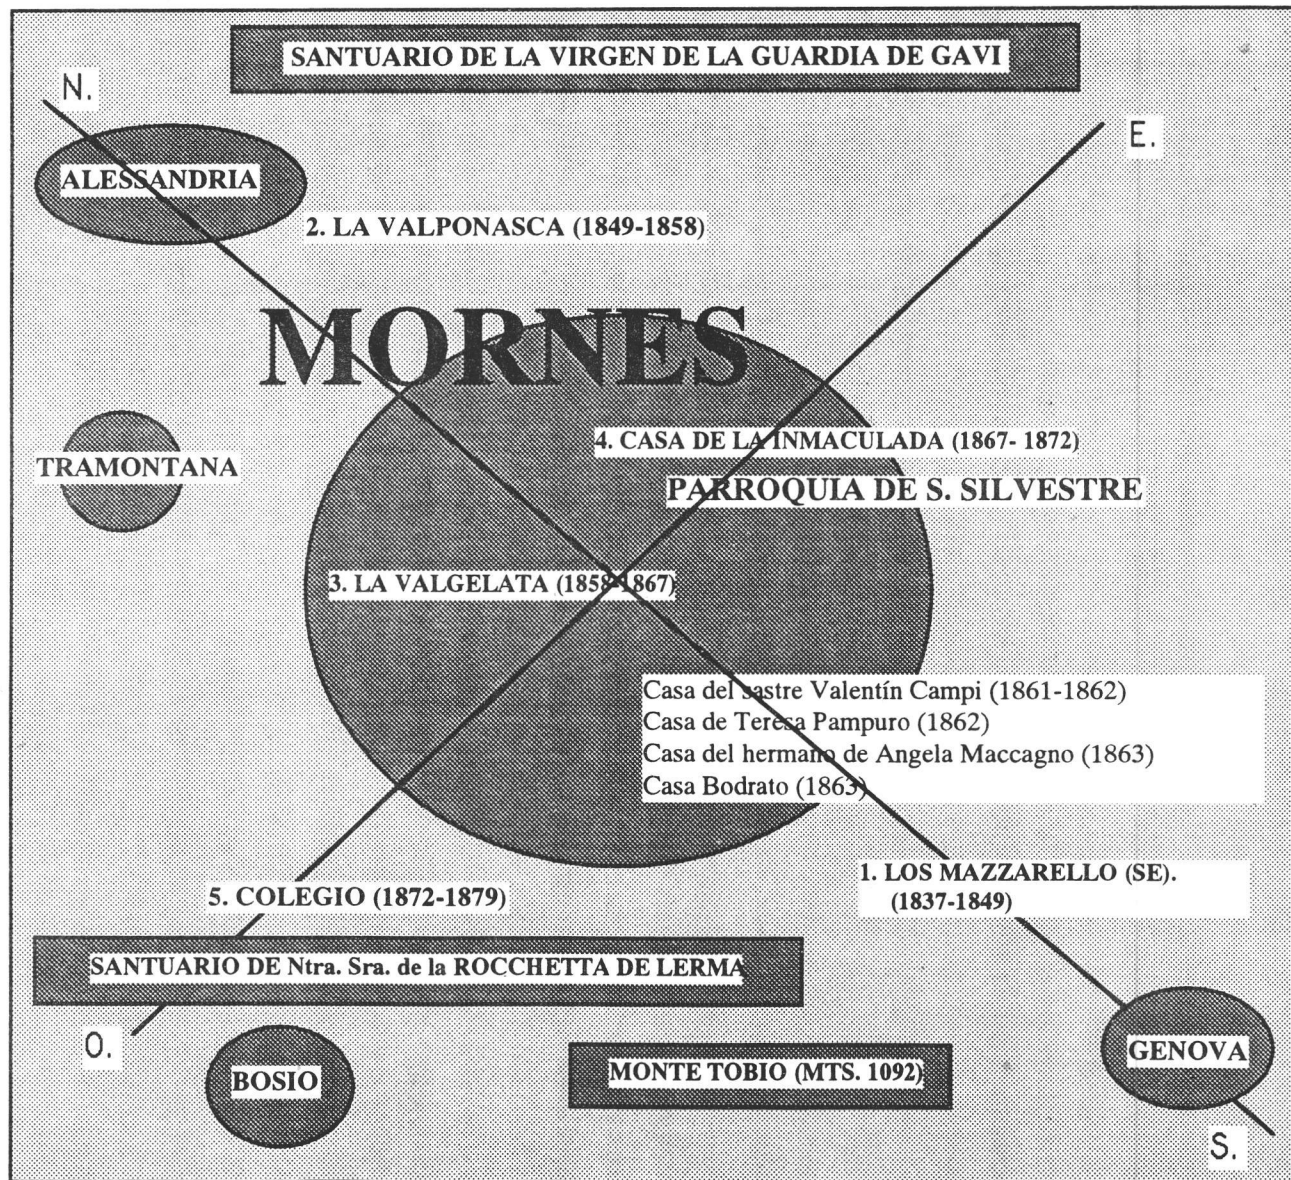 SANTUARIO DE LA VIRGEN DE LA GUARDIA DE GAVI
N.
E.
ALESSANDRIA
2. LA VALPONASCA (1849-1858)
MORNES
4. CASA DE LA INMACULADA (1867- 1872)
TRAMONTANA
PARROQUIA DE S. SILVESTRE
3. LA VALGELATA (1858-1867)
Casa del sastre Valentín Campi (1861-1862)
Casa de Teresa Pampuro (1862)
Casa del hermano de Angela Maccagno (1863)
Casa Bodrato (1863)
1. LOS MAZZARELLO (SE).
(1837-1849)
5. COLEGIO (1872-1879)
SANTUARIO DE Ntra. Sra. de la ROCCHETTA DE LERMA
O.
BOSIO
MONTE TOBIO (MTS. 1092)
GENOVA
S.